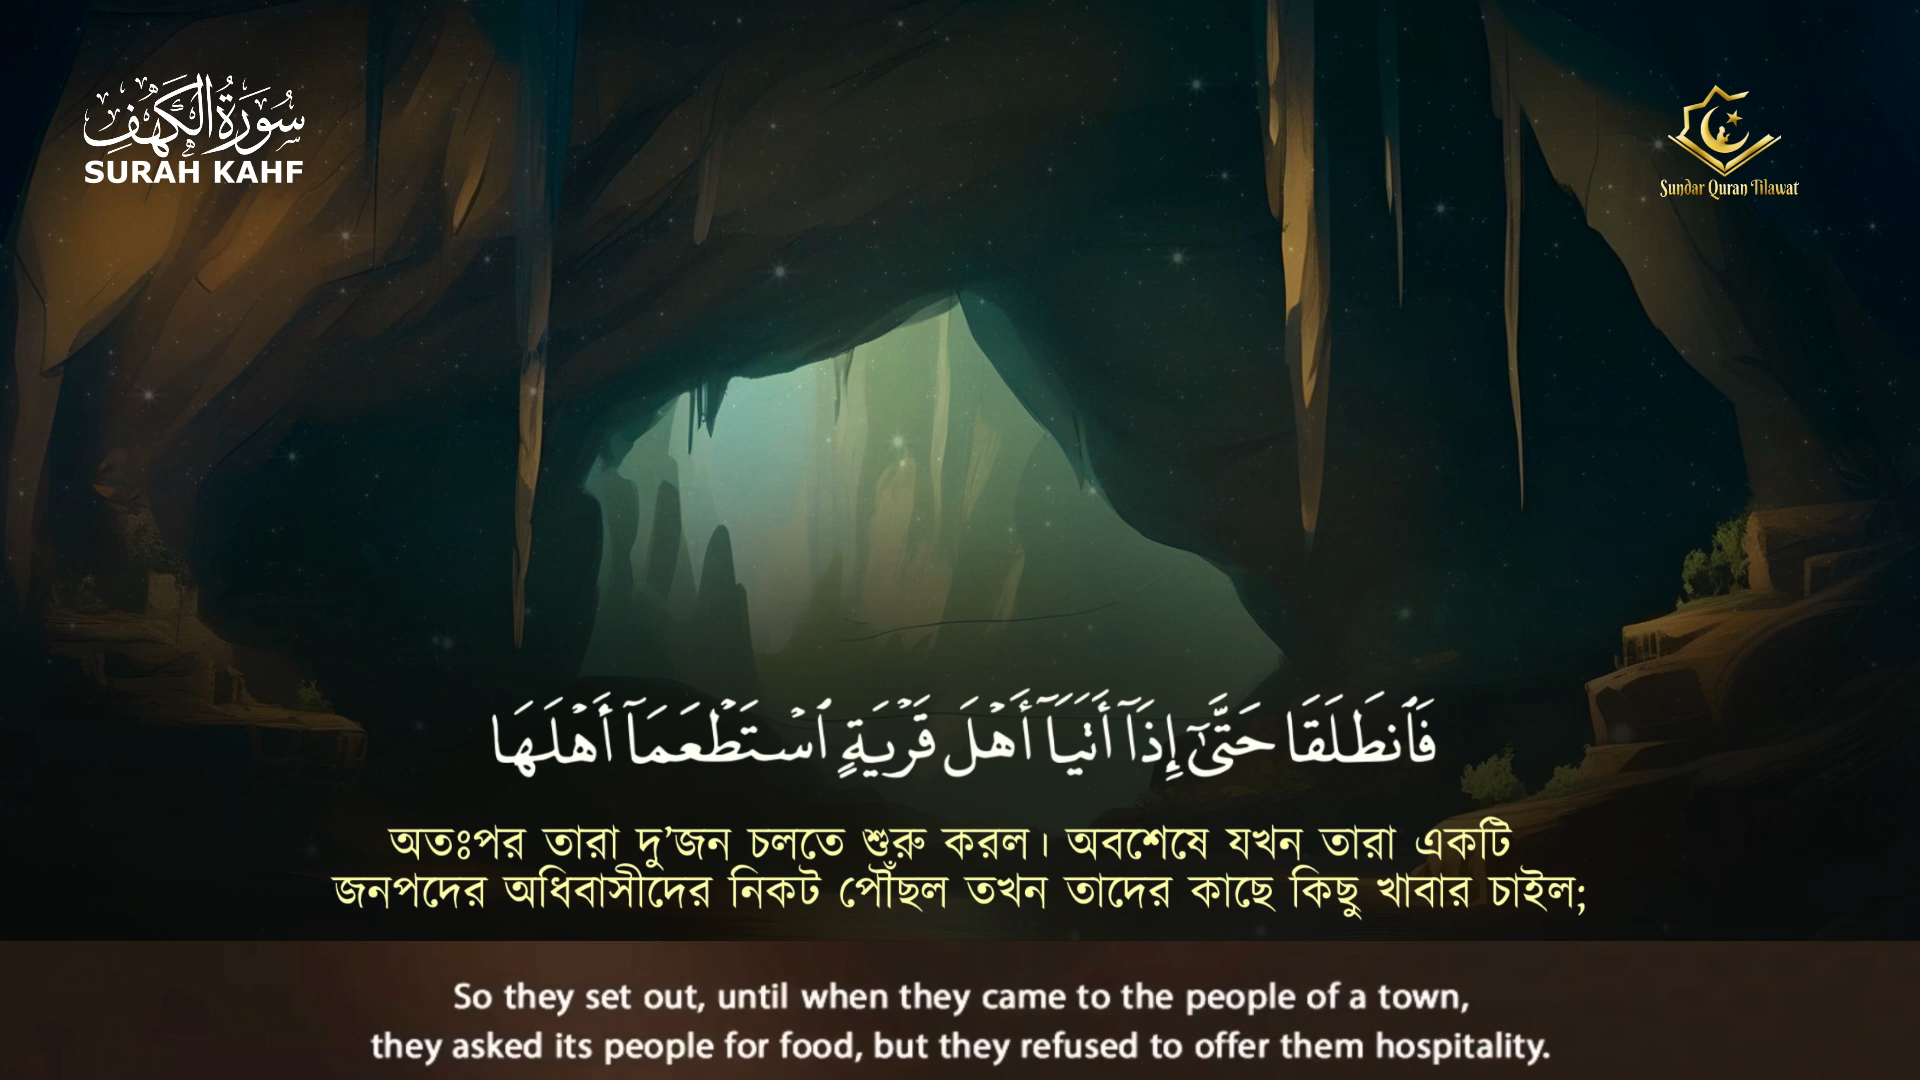 سُورَةُ الْكَهْفِ
SURAH KAHF
Sundar Quran Tilawat
فَٱنطَلَقَا حَتَّىٰٓ إِذَآ أَتَيَآ أَهْلَ قَرْيَةٍ ٱسْتَطْعَمَآ أَهْلَهَا
অতঃপর তারা দু’জন চলতে শুরু করল। অবশেষে যখন তারা একটি
জনপদের অধিবাসীদের নিকট পৌঁছল তখন তাদের কাছে কিছু খাবার চাইল;
So they set out, until when they came to the people of a town,
they asked its people for food, but they refused to offer them hospitality.